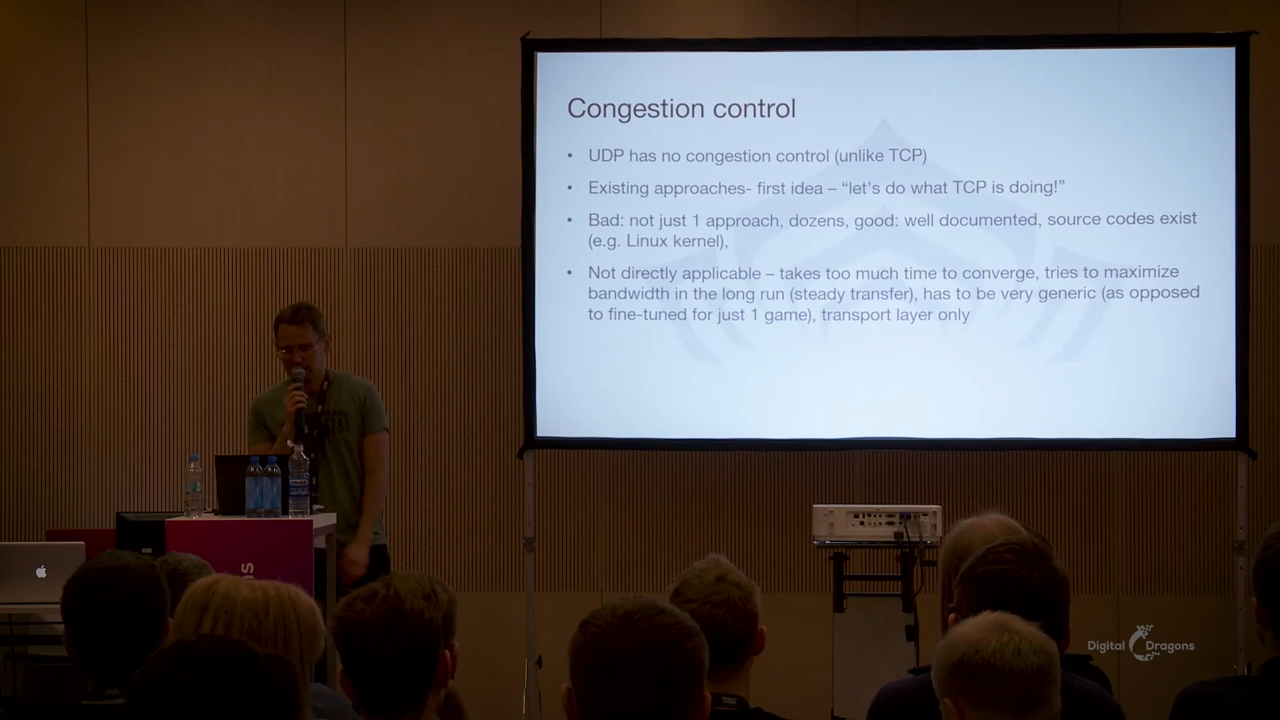 Congestion control
• UDP has no congestion control (unlike TCP)
• Existing approaches- first idea – “let’s do what TCP is doing!”
• Bad: not just 1 approach, dozens, good: well documented, source codes exist
(e.g. Linux kernel),
• Not directly applicable – takes too much time to converge, tries to maximize
bandwidth in the long run (steady transfer), has to be very generic (as opposed
to fine-tuned for just 1 game), transport layer only
ns
Digital Dragons